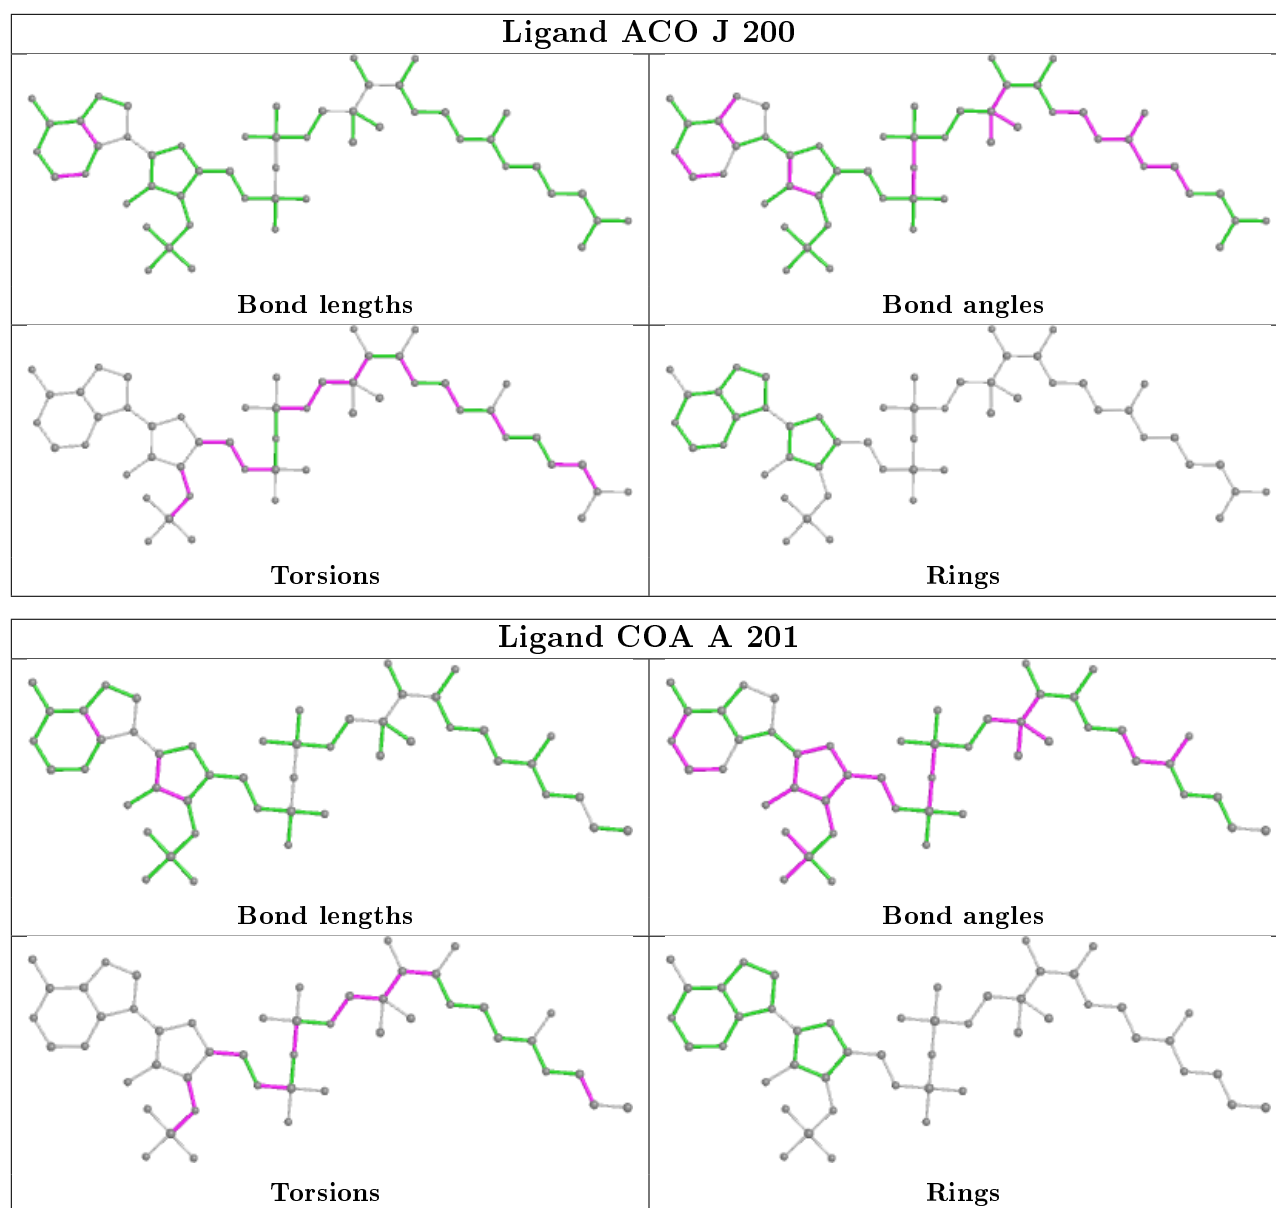 Ligand ACO J 200
Bond lengths
Bond angles
Torsions
Rings
Ligand COA A 201
Bond lengths
Bond angles
Torsions
Rings